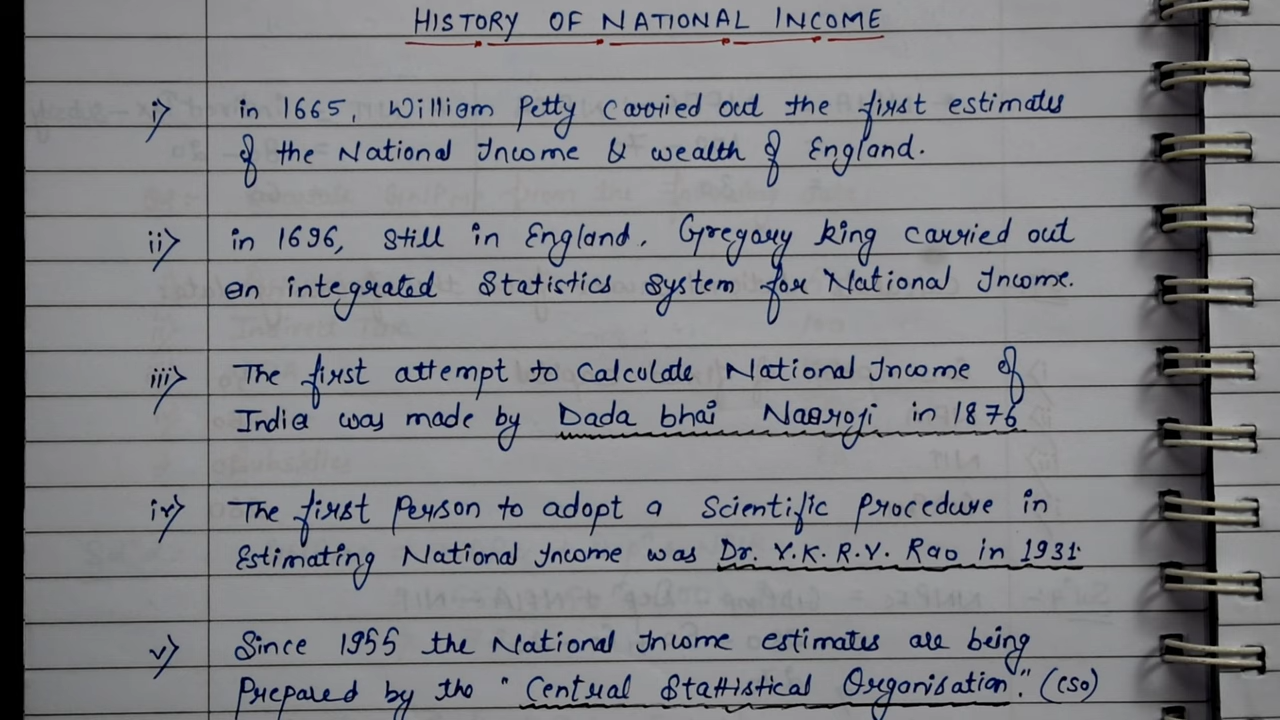 HISTORY OF NATIONAL INCOME
i> in 1665, William Petty carried out the first estimates
of the National Income & wealth of England.
ii> in 1696, still in England, Gregary king carried out
an integrated Statistics System for National Income.
iii> The first attempt to Calculate National Income of
India was made by Dada bhai Naoroji in 1876
iv> The first Person to adopt a Scientific Procedure in
Estimating National Income was Dr. V.K.R.V. Rao in 1931.
v> Since 1955 the National Income estimates are being
Prepared by the "Central Stattistical Organisation." (CSO)